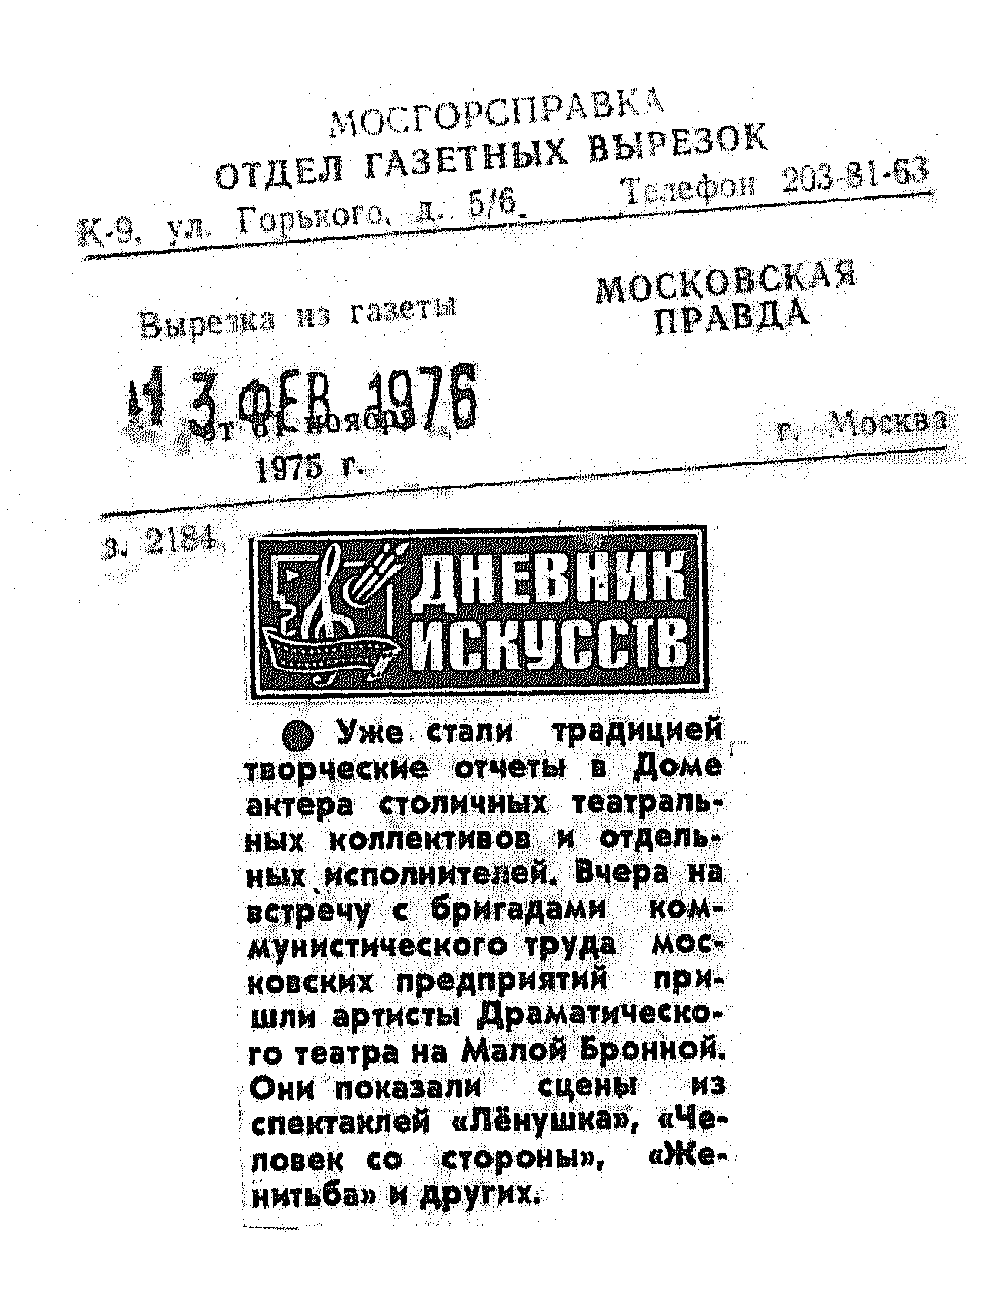 МОСГОРСПРАВКА
ОТДЕЛ ГАЗЕТНЫХ ВЫРЕЗОК
К-9, ул. Горького, д. 5/6. Телефон 203-81-63
Вырезка из газеты
МОСКОВСКАЯ
ПРАВДА
13 ФЕВ 1976
от ноября
1975 г.
г. Москва
з. 2184
ДНЕВНИК
ИСКУССТВ
Уже стали традицией
творческие отчеты в Доме
актера столичных театраль-
ных коллективов и отдель-
ных исполнителей. Вчера на
встречу с бригадами ком-
мунистического труда мос-
ковских предприятий при-
шли артисты Драматическо-
го театра на Малой Бронной.
Они показали сцены из
спектаклей «Лёнушка», «Че-
ловек со стороны», «Же-
нитьба» и других.